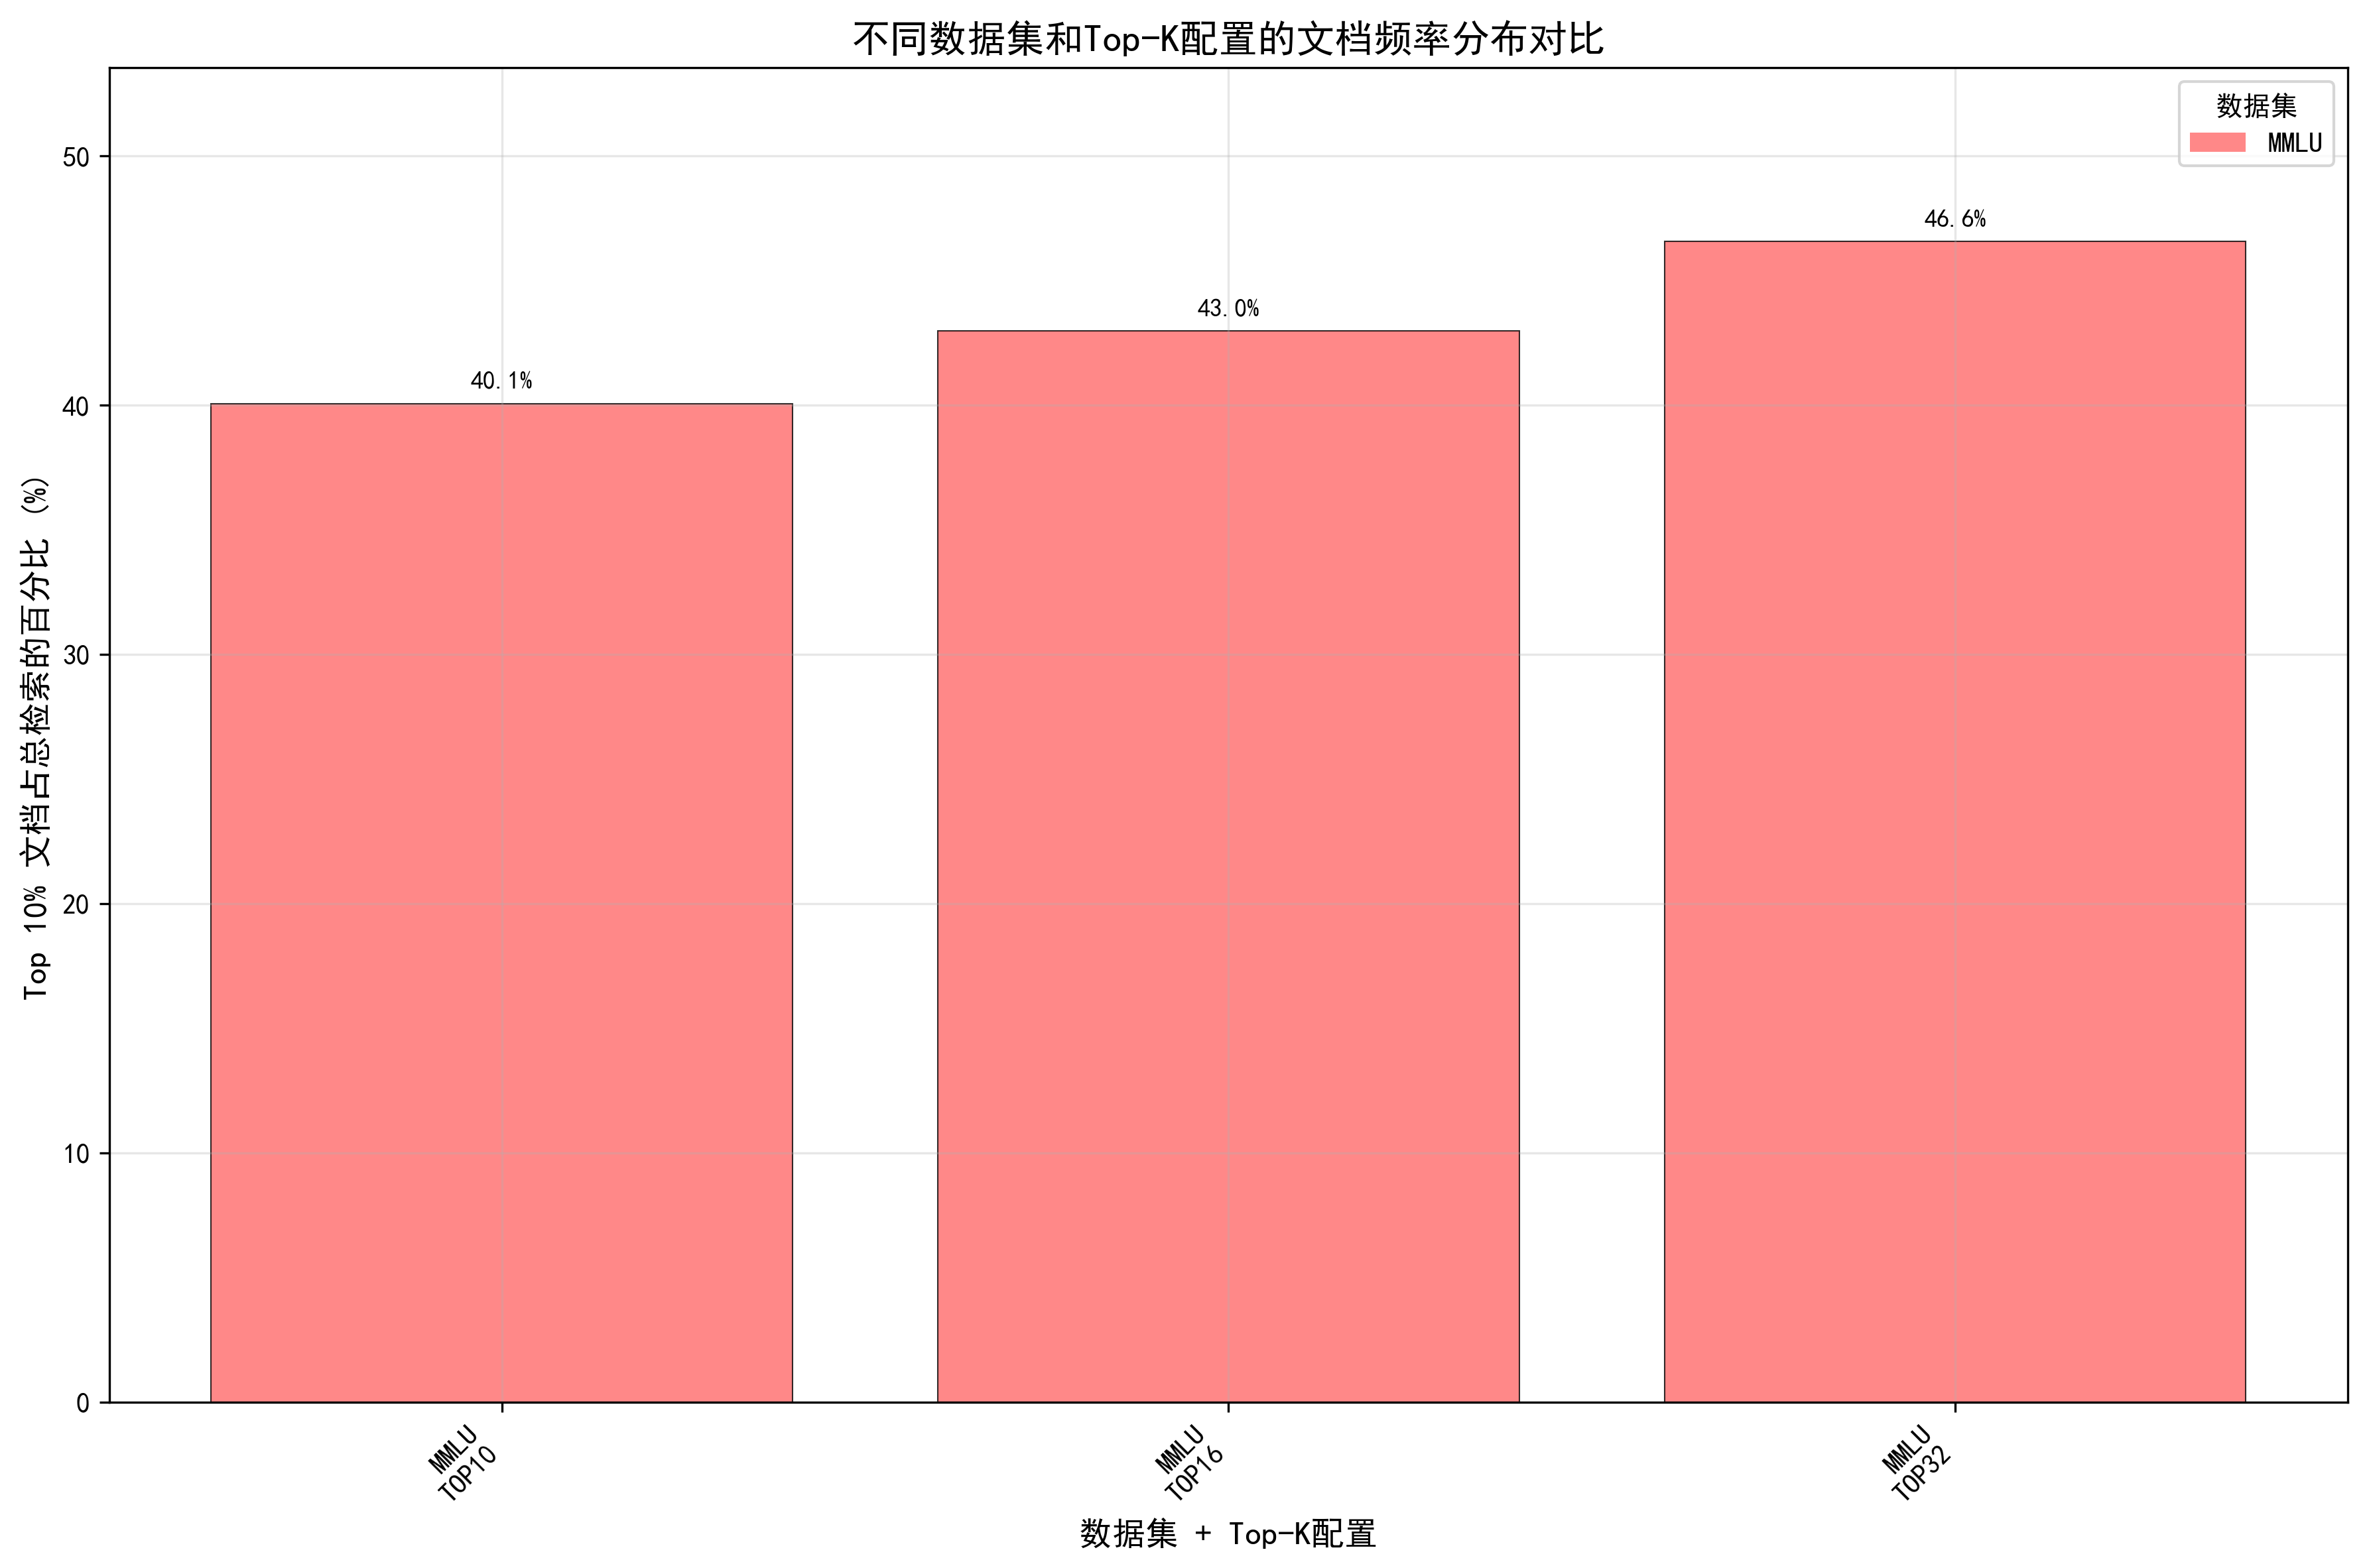 不同数据集和Top-K配置的文档频率分布对比
数据集
MMLU
50
40
30
20
10
0
Top 10% 文档占总检索的百分比 (%)
40.1%
43.0%
46.6%
MMLU
TOP10
MMLU
TOP16
MMLU
TOP32
数据集 + Top-K配置